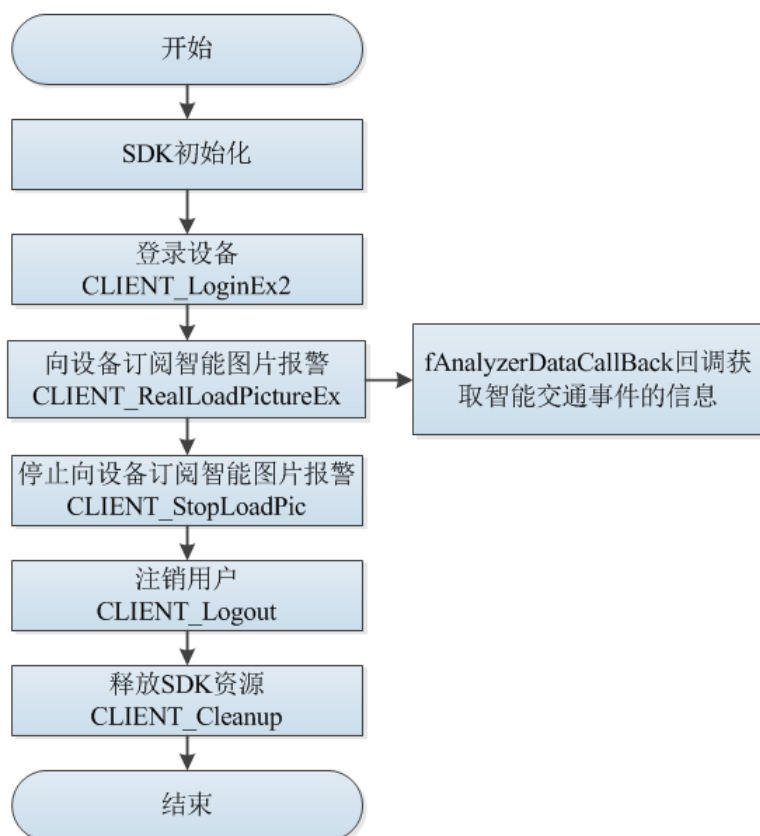 开始
SDK初始化
登录设备
CLIENT_LoginEx2
向设备订阅智能图片报警
CLIENT_RealLoadPictureEx
fAnalyzerDataCallBack回调获
取智能交通事件的信息
停止向设备订阅智能图片报警
CLIENT_StopLoadPic
注销用户
CLIENT_Logout
释放SDK资源
CLIENT_Cleanup
结束